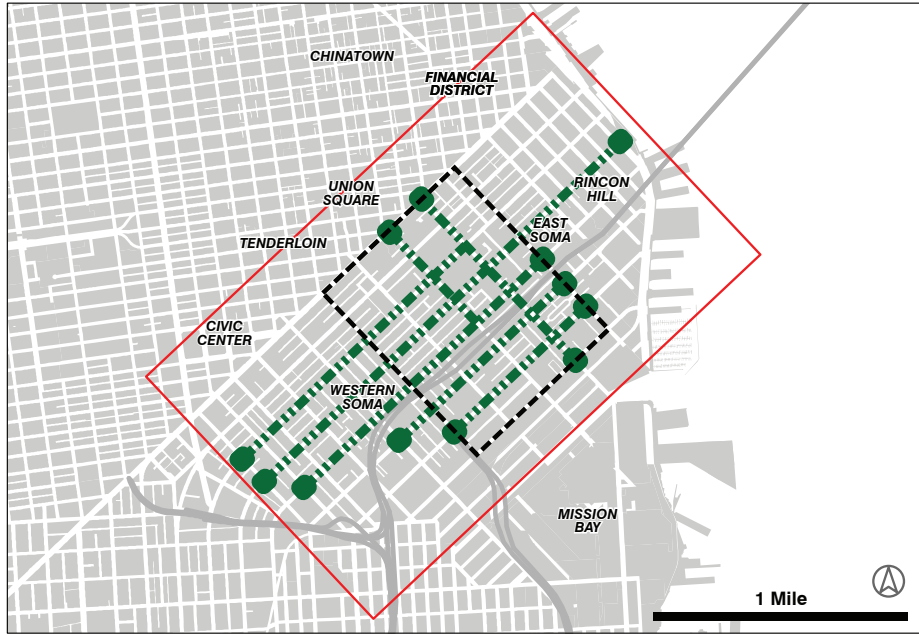 CHINATOWN
FINANCIAL
DISTRICT
UNION
SQUARE
RINCON
HILL
EAST
SOMA
TENDERLOIN
CIVIC
CENTER
WESTERN
SOMA
MISSION
BAY
1 Mile